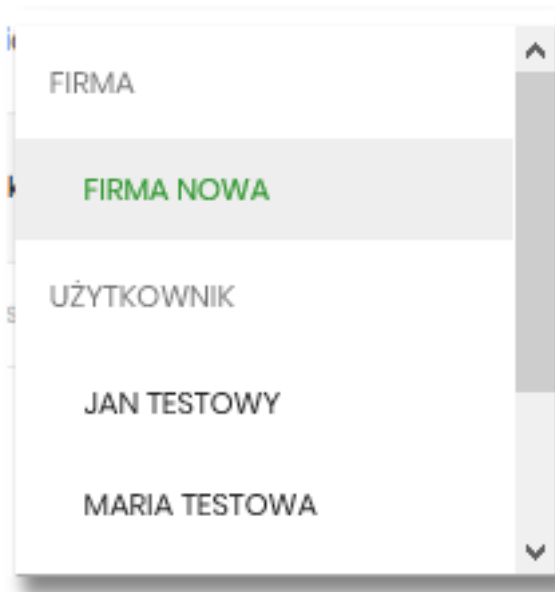 FIRMA
FIRMA NOWA
UŻYTKOWNIK
JAN TESTOWY
MARIA TESTOWA